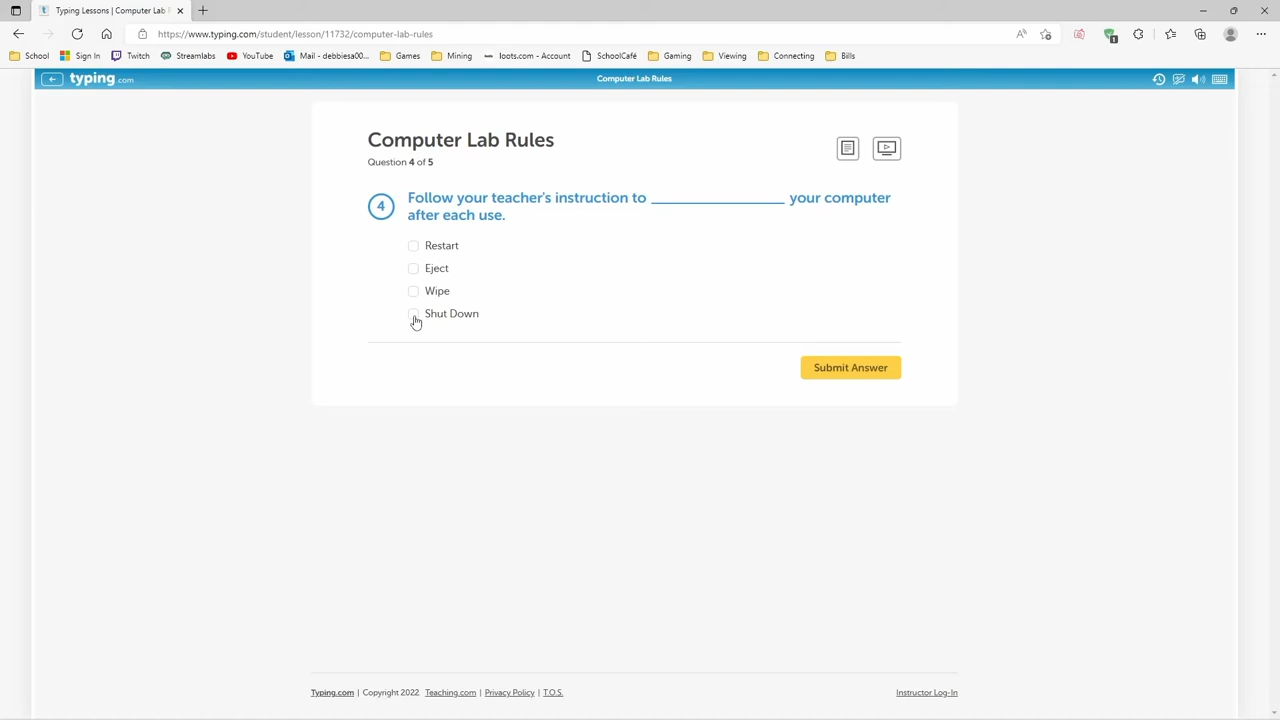 Typing Lessons | Computer Lab R
https://www.typing.com/student/lesson/11732/computer-lab-rules
School
Sign In
Twitch
Streamlabs
YouTube
Mail - debbiesa00...
Games
Mining
loots.com - Account
SchoolCafé
Gaming
Viewing
Connecting
Bills
typing.com
Computer Lab Rules
Computer Lab Rules
Question 4 of 5
4
Follow your teacher's instruction to ________________ your computer
after each use.
Restart
Eject
Wipe
Shut Down
Submit Answer
Typing.com | Copyright 2022 Teaching.com | Privacy Policy | T.O.S.
Instructor Log-In